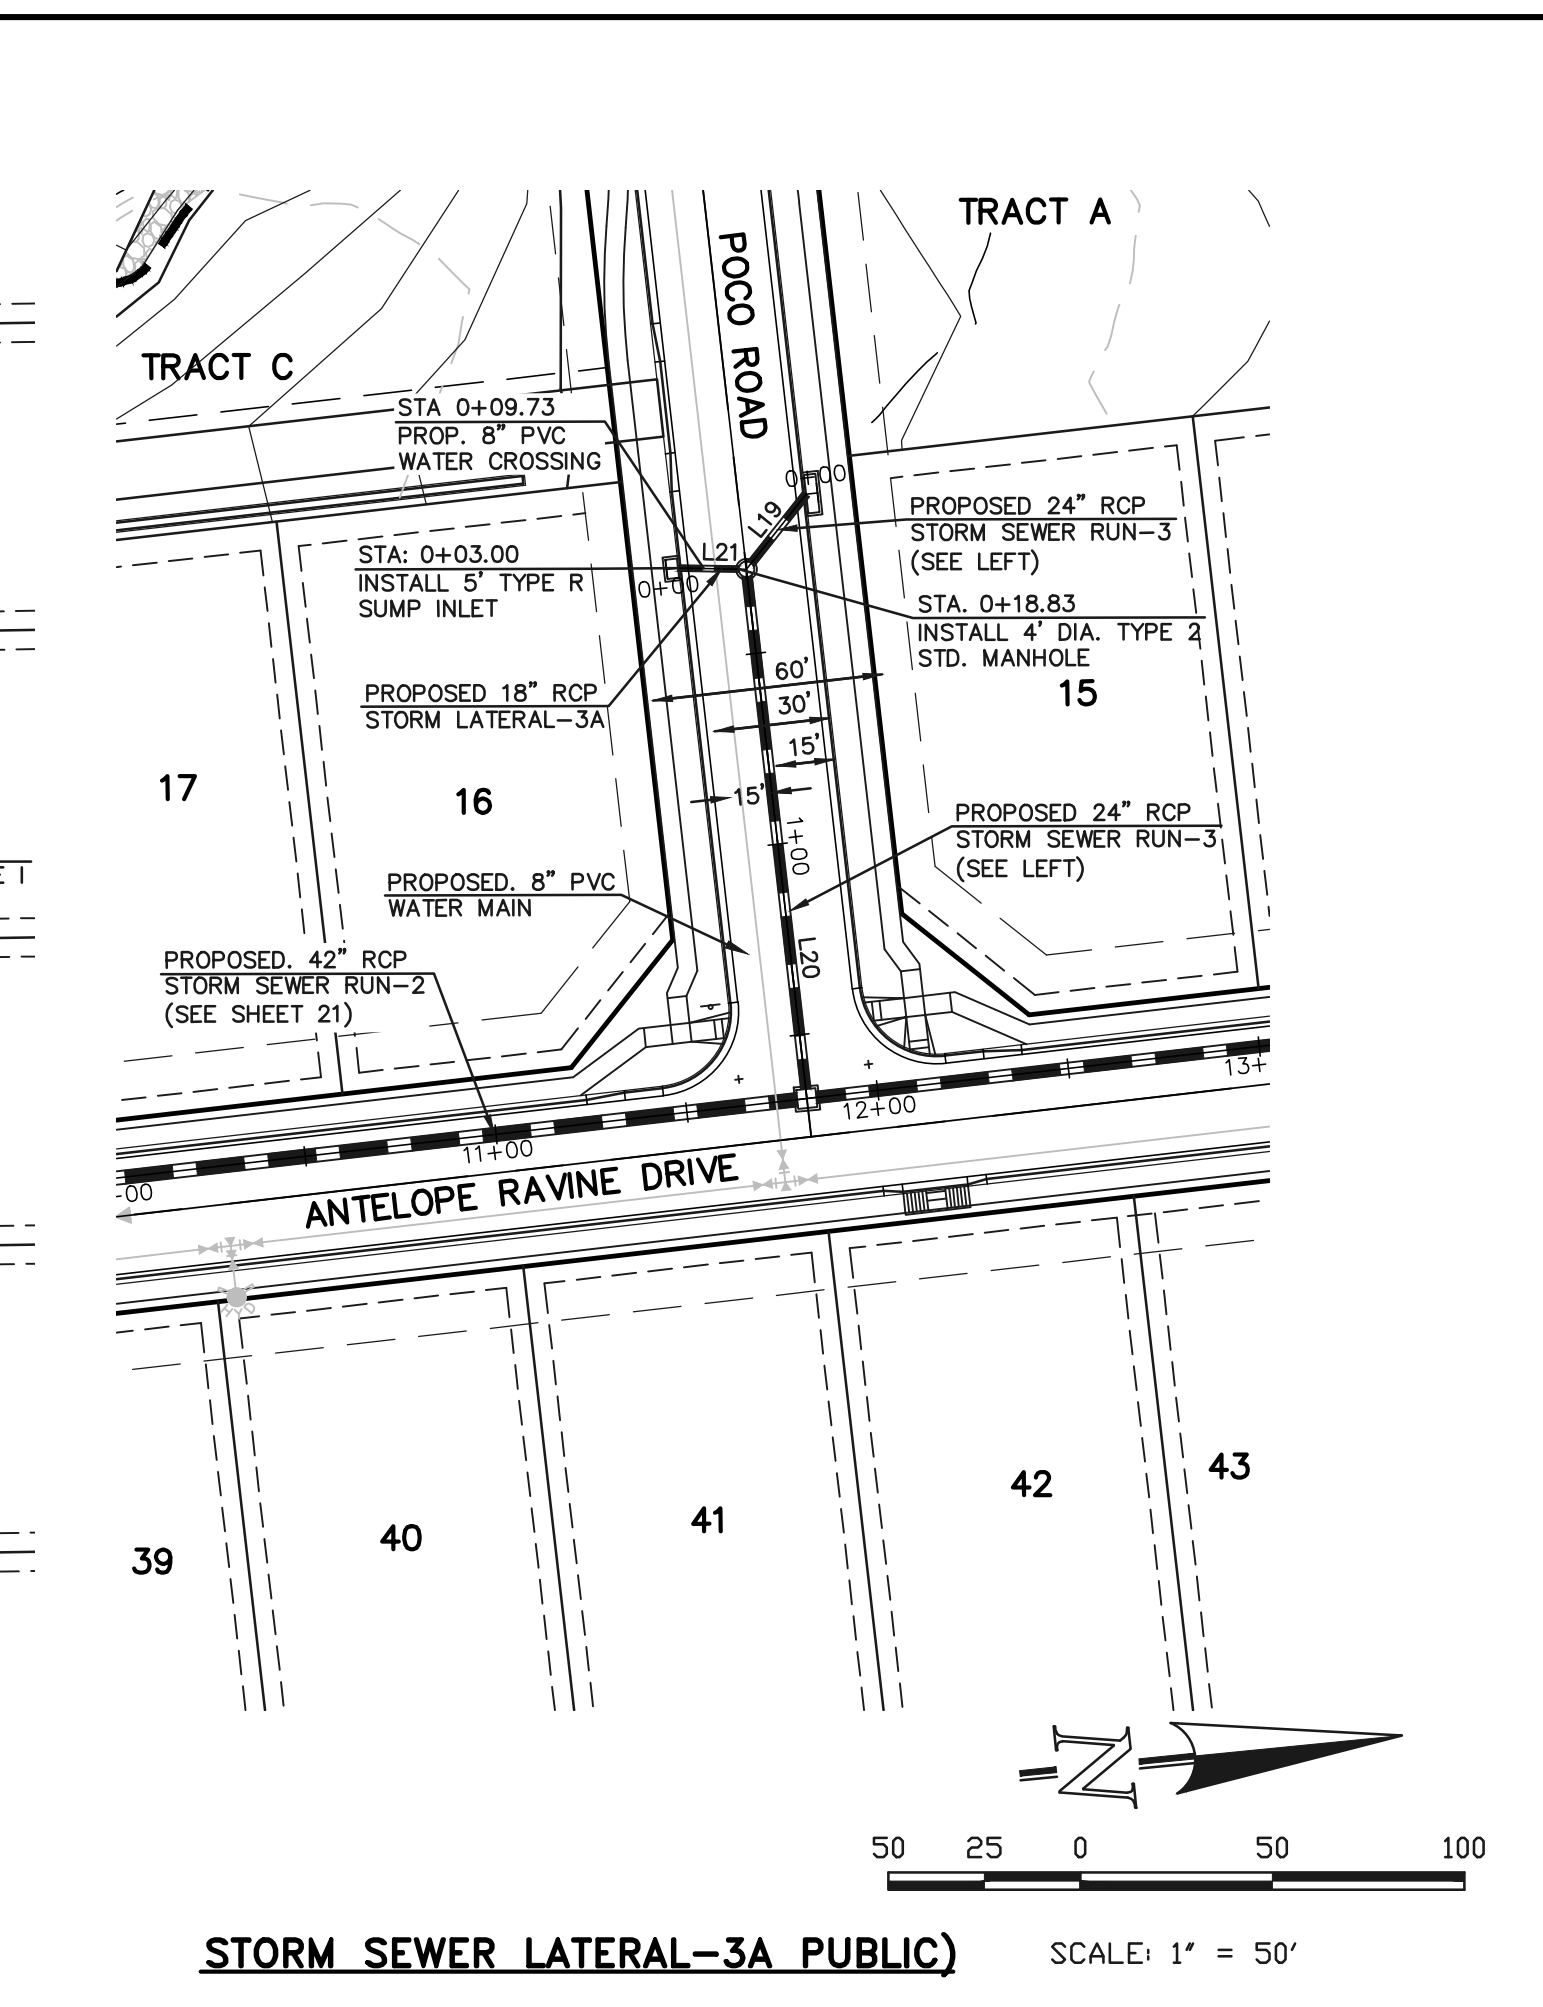 TRACT A
POCO ROAD
TRACT C
STA 0+09.73
PROP. 8” PVC
WATER CROSSING
0+00
L19
PROPOSED 24” RCP
STORM SEWER RUN-3
(SEE LEFT)
STA: 0+03.00
INSTALL 5' TYPE R
SUMP INLET
L21
0+00
STA. 0+18.83
INSTALL 4' DIA. TYPE 2
STD. MANHOLE
60'
30'
15'
15'
15
PROPOSED 18” RCP
STORM LATERAL-3A
17
16
1+00
PROPOSED 24” RCP
STORM SEWER RUN-3
(SEE LEFT)
PROPOSED. 8” PVC
WATER MAIN
L20
PROPOSED. 42” RCP
STORM SEWER RUN-2
(SEE SHEET 21)
13+
12+00
11+00
-00
ANTELOPE RAVINE DRIVE
HYD
39
40
41
42
43
N
50 25 0 50 100
STORM SEWER LATERAL-3A PUBLIC)
SCALE: 1” = 50'